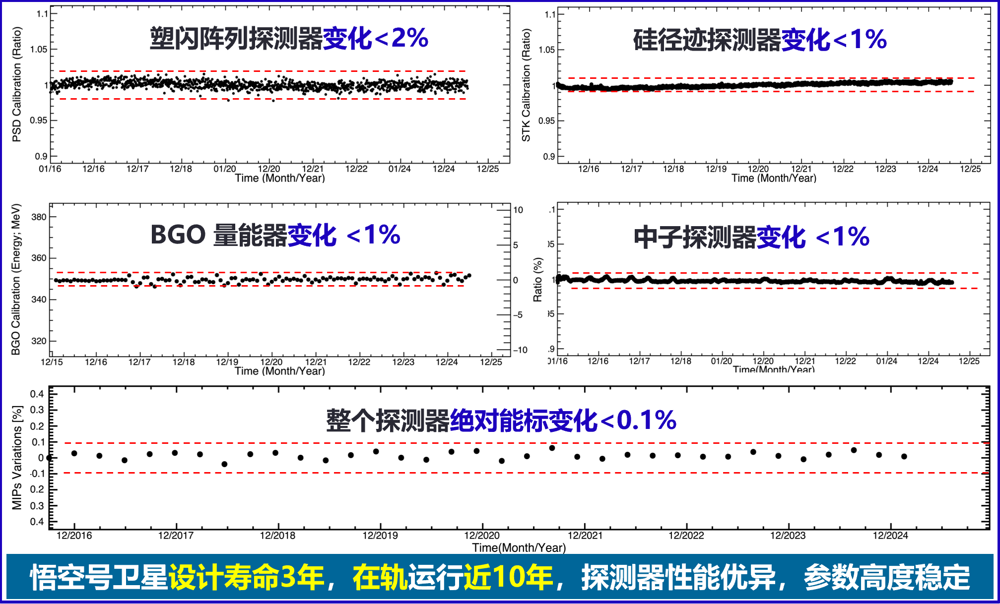 塑闪阵列探测器变化<2%
PSD Calibration (Ratio)
1.1
1.05
1
0.95
0.9
01/16 12/16 12/17 12/18 01/20 12/20 12/21 12/22 01/24 12/24 12/25
Time (Month/Year)
硅径迹探测器变化<1%
STK Calibration (Ratio)
1.1
1.05
1
0.95
0.9
12/16 12/17 12/18 12/19 12/20 12/21 12/22 12/23 12/24 12/25
Time (Month/Year)
BGO 量能器变化 <1%
BGO Calibration (Energy; MeV)
380
360
340
320
10
5
0
−5
−10
12/15 12/16 12/17 12/18 12/19 12/20 12/21 12/22 12/23 12/24 12/25
Time (Month/Year)
中子探测器变化 <1%
Ratio (%)
.1
05
1
95
.9
01/16 12/16 12/17 12/18 01/20 12/20 12/21 12/22 01/24 12/24 12/25
Time(Month/Year)
整个探测器绝对能标变化<0.1%
MIPs Variations [%]
0.4
0.3
0.2
0.1
0
-0.1
0.2
0.3
0.4
12/2016 12/2017 12/2018 12/2019 12/2020 12/2021 12/2022 12/2023 12/2024
Time(Month/Year)
悟空号卫星设计寿命3年，在轨运行近10年，探测器性能优异，参数高度稳定